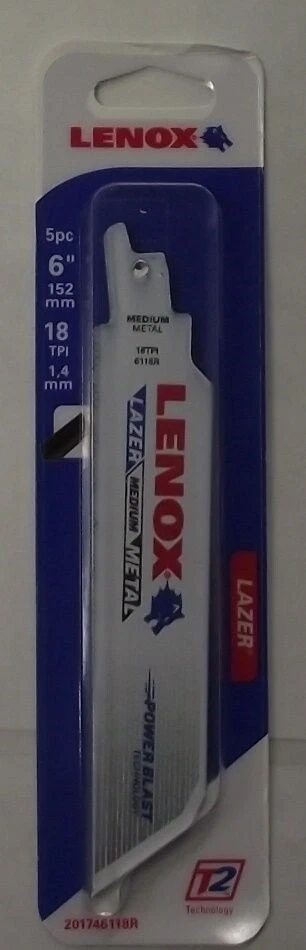 LENOX
5pc
6"
152
mm
18
TPI
1,4
mm
MEDIUM
METAL
18TPI
6118R
LENOX
LAZER MEDIUM METAL
POWER BLAST
TECHNOLOGY
LAZER
T2
Technology
201746118R